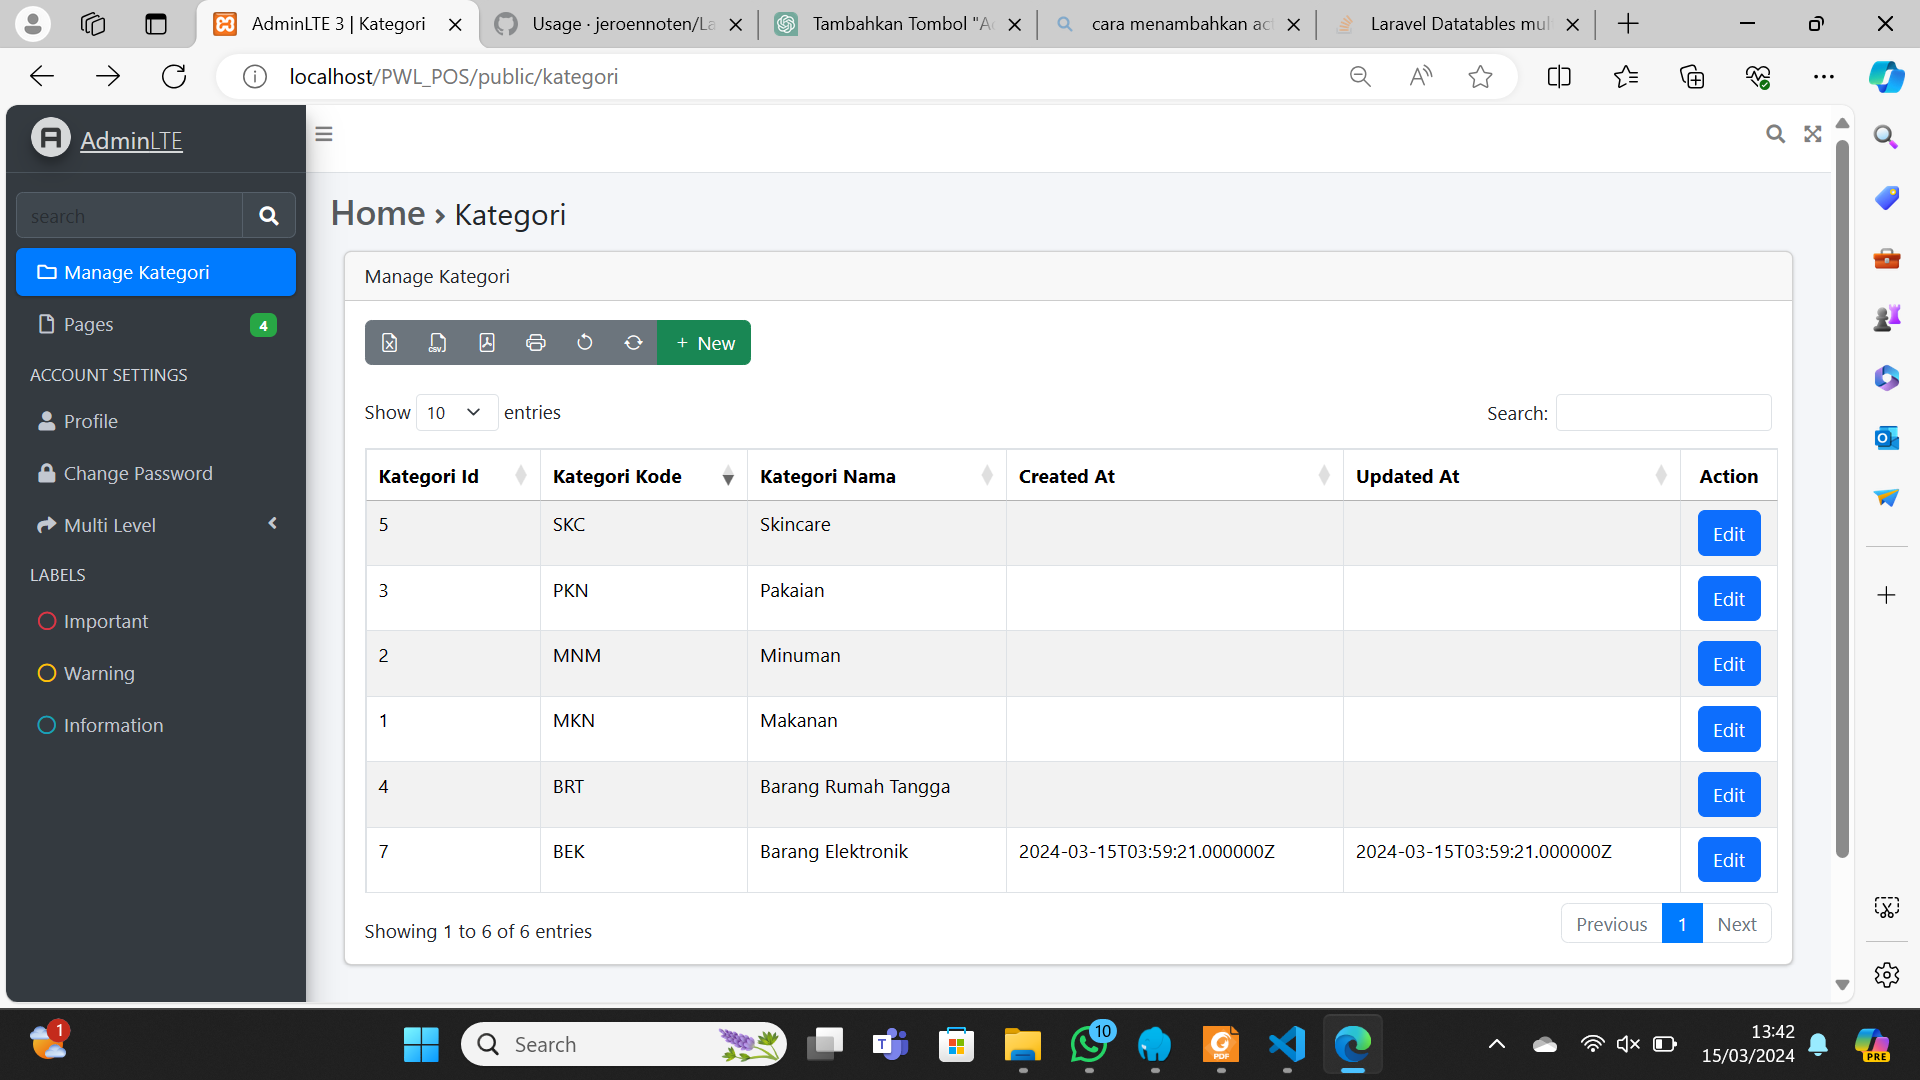 AdminLTE 3 | Kategori
Usage · jeroennoten/La
Tambahkan Tombol "A
cara menambahkan act
Laravel Datatables mul
localhost/PWL_POS/public/kategori
AdminLTE
search
Manage Kategori
Pages 4
ACCOUNT SETTINGS
Profile
Change Password
Multi Level
LABELS
Important
Warning
Information
Home › Kategori
Manage Kategori
CSV
+ New
Show 10 entries
Search:
Kategori Id Kategori Kode Kategori Nama Created At Updated At Action
5 SKC Skincare Edit
3 PKN Pakaian Edit
2 MNM Minuman Edit
1 MKN Makanan Edit
4 BRT Barang Rumah Tangga Edit
7 BEK Barang Elektronik 2024-03-15T03:59:21.000000Z 2024-03-15T03:59:21.000000Z Edit
Showing 1 to 6 of 6 entries
Previous 1 Next
1
Search
10
PDF
13:42
15/03/2024
PRE